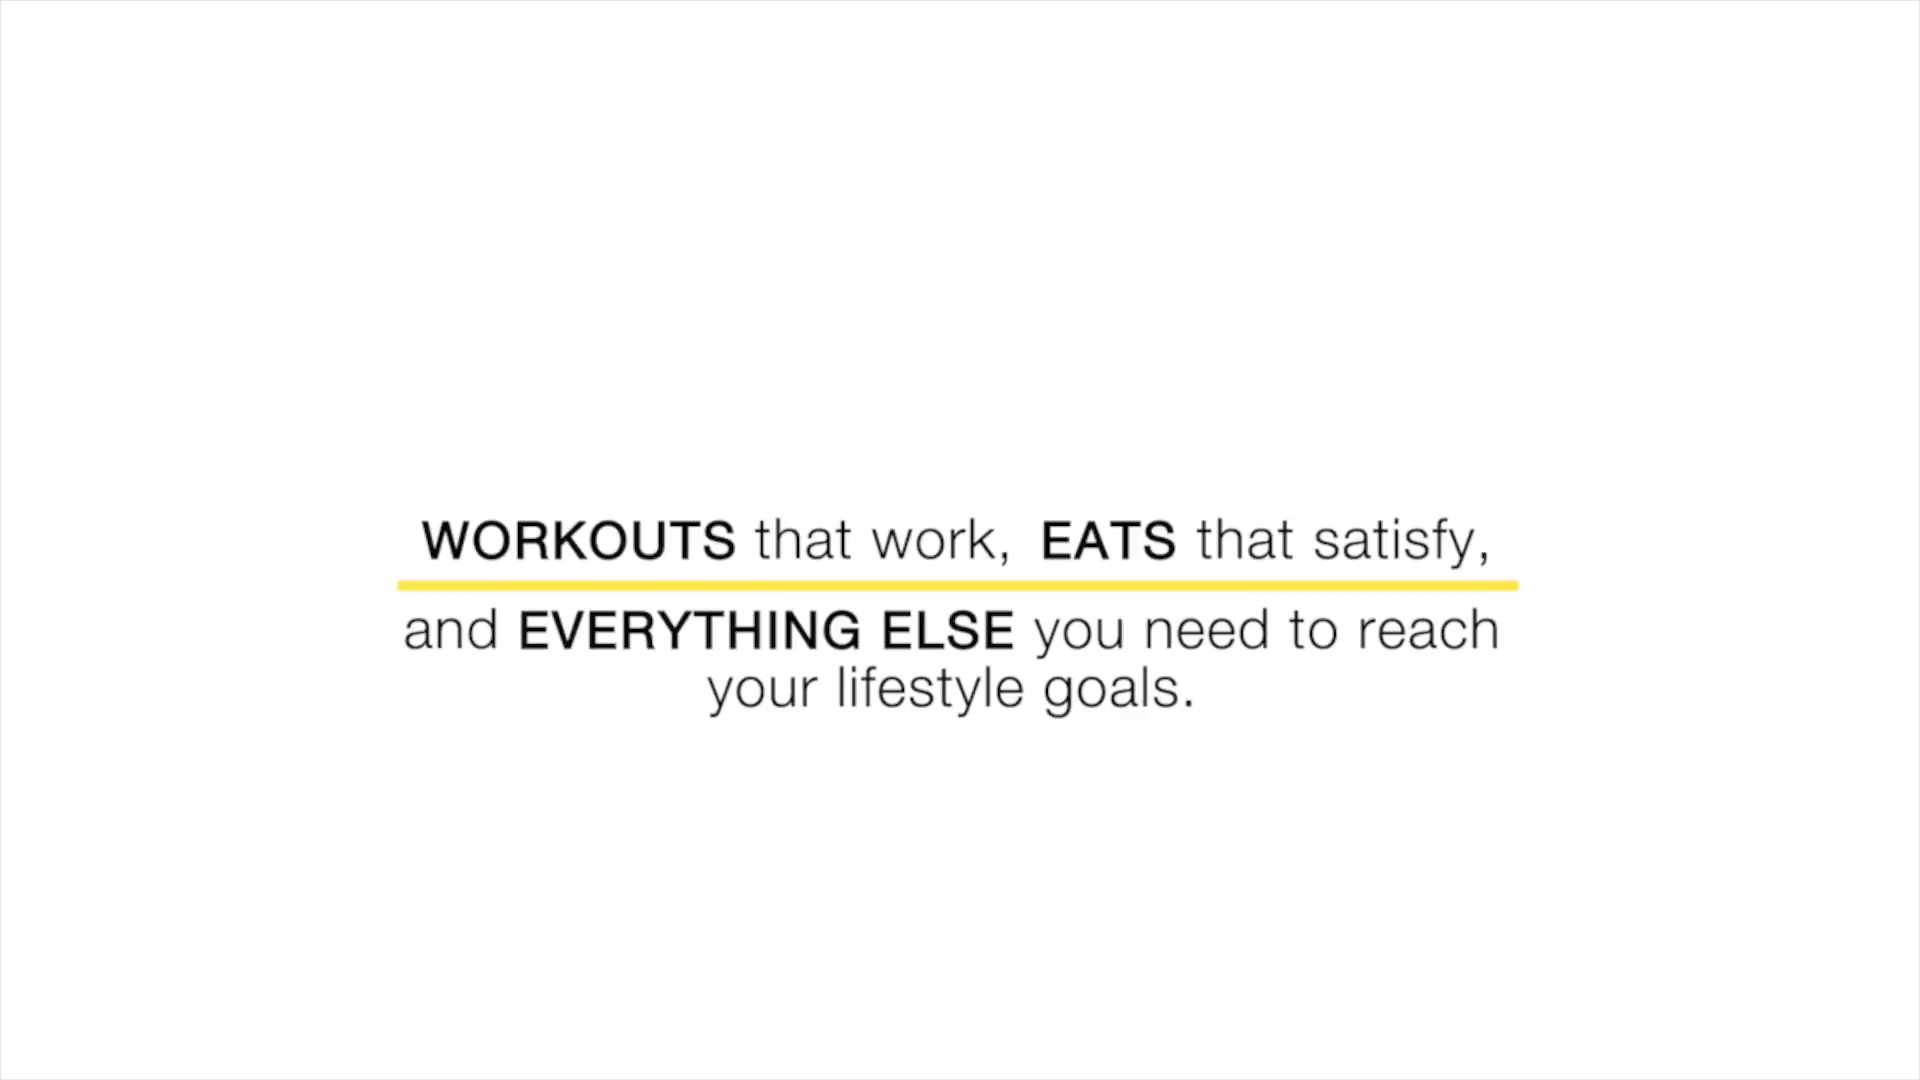 WORKOUTS that work, EATS that satisfy,
and EVERYTHING ELSE you need to reach
your lifestyle goals.